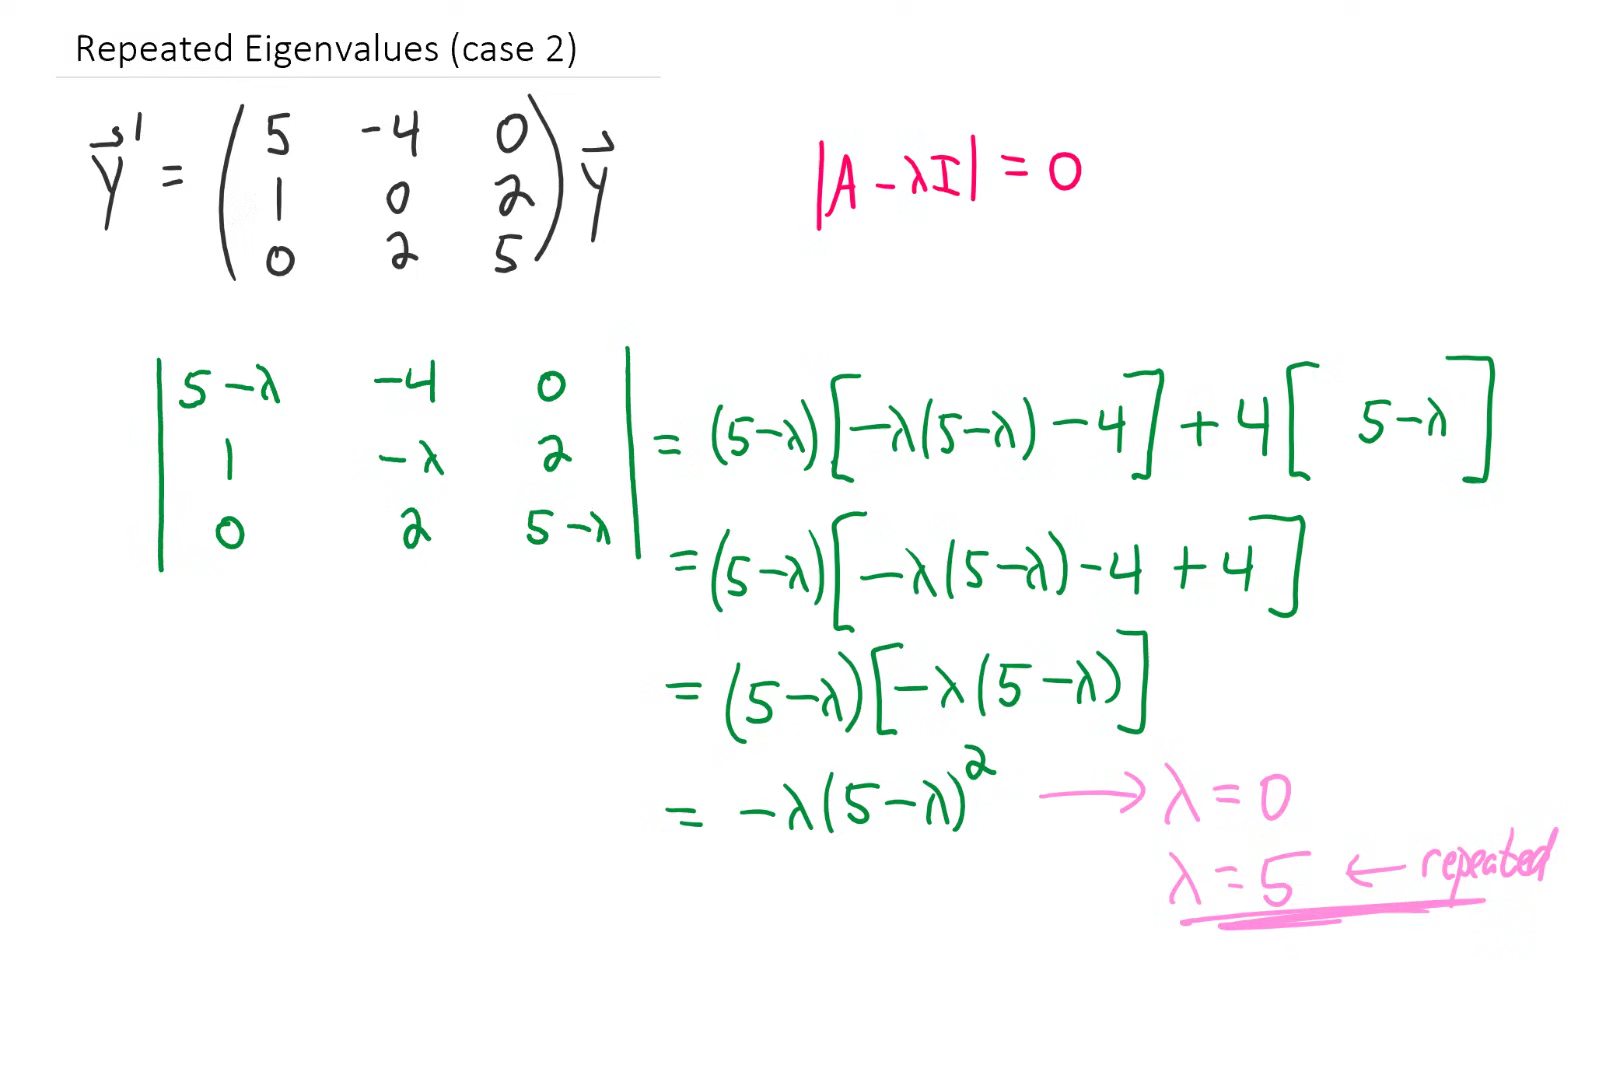 Repeated Eigenvalues (case 2)
y⃗' = ( 5 -4 0
1 0 2
0 2 5 ) y⃗
|A - λI| = 0
| 5-λ -4 0
1 -λ 2
0 2 5-λ |
= (5-λ)[-λ(5-λ) - 4] + 4[ 5-λ ]
= (5-λ)[-λ(5-λ) - 4 + 4]
= (5-λ)[-λ(5-λ)]
= -λ(5-λ)² → λ = 0
λ = 5 ← repeated